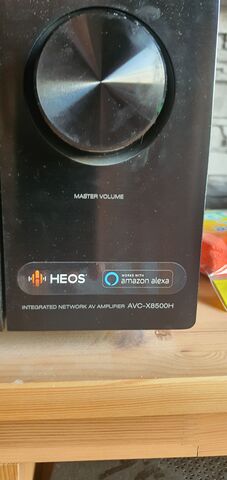 MASTER VOLUME
HEOS
WORKS WITH
amazon alexa
INTEGRATED NETWORK AV AMPLIFIER AVC-X8500H